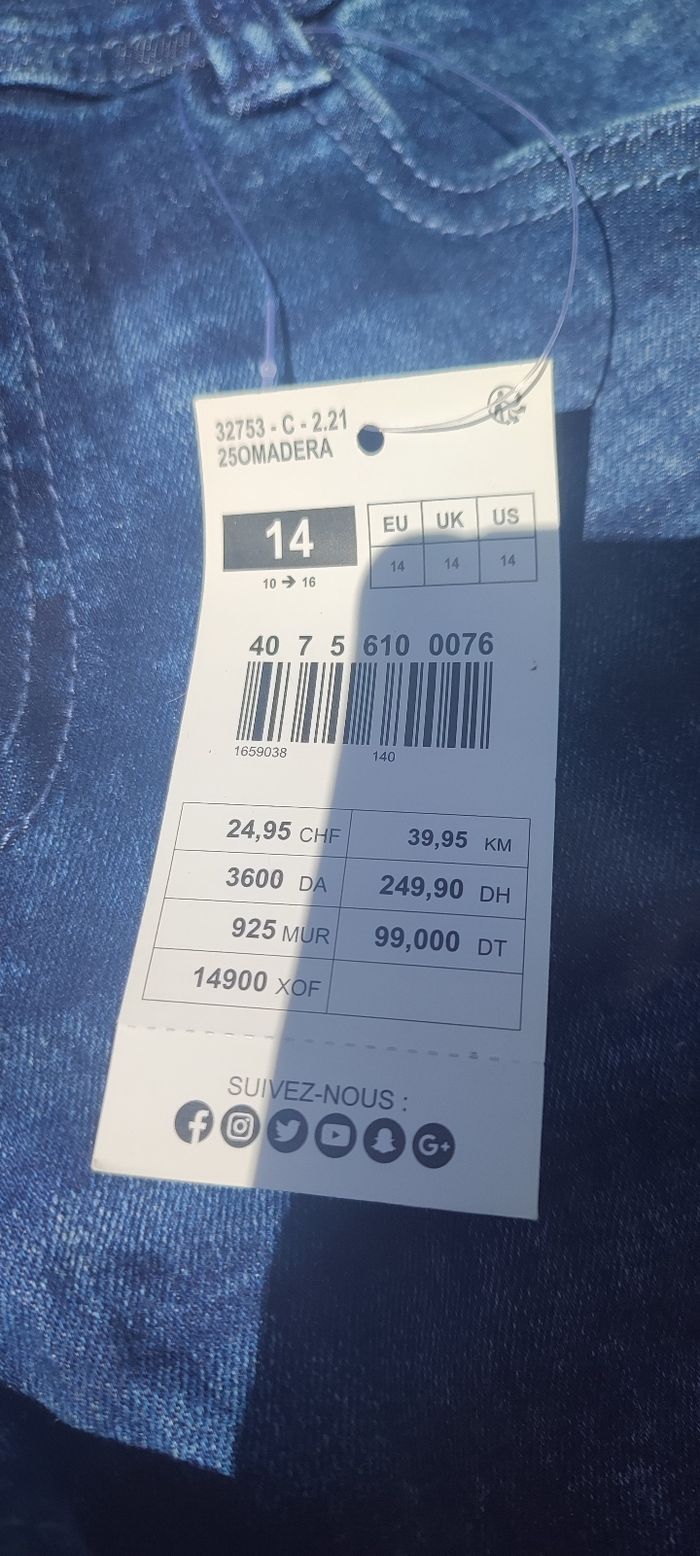 32753 - C - 2.21
25OMADERA
14
10 → 16
EU UK US
14 14 14
40 7 5 610 0076
1659038 140
24,95 CHF 39,95 KM
3600 DA 249,90 DH
925 MUR 99,000 DT
14900 XOF
SUIVEZ-NOUS :
G+